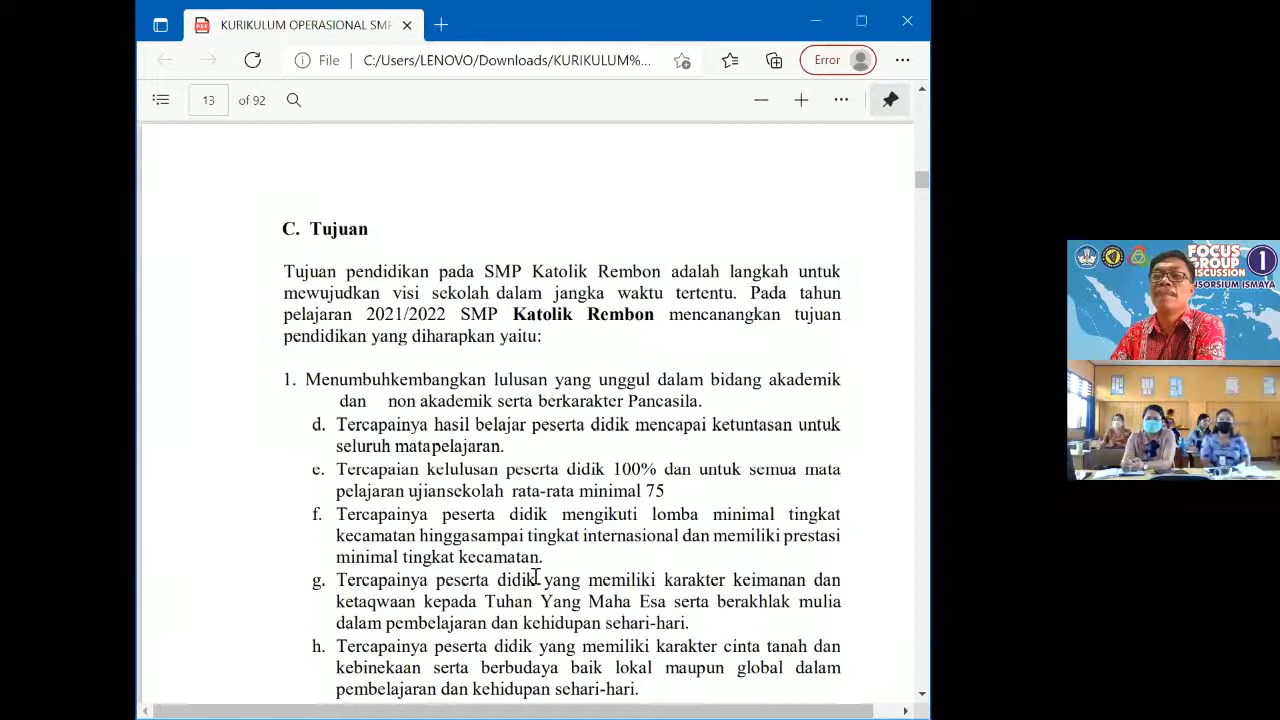 KURIKULUM OPERASIONAL SMP
File C:/Users/LENOVO/Downloads/KURIKULUM%... Error
13 of 92
C. Tujuan
Tujuan pendidikan pada SMP Katolik Rembon adalah langkah untuk
mewujudkan visi sekolah dalam jangka waktu tertentu. Pada tahun
pelajaran 2021/2022 SMP Katolik Rembon mencanangkan tujuan
pendidikan yang diharapkan yaitu:
1. Menumbuhkembangkan lulusan yang unggul dalam bidang akademik
dan non akademik serta berkarakter Pancasila.
d. Tercapainya hasil belajar peserta didik mencapai ketuntasan untuk
seluruh matapelajaran.
e. Tercapaian kelulusan peserta didik 100% dan untuk semua mata
pelajaran ujiansekolah rata-rata minimal 75
f. Tercapainya peserta didik mengikuti lomba minimal tingkat
kecamatan hinggasampai tingkat internasional dan memiliki prestasi
minimal tingkat kecamatan.
g. Tercapainya peserta didik yang memiliki karakter keimanan dan
ketaqwaan kepada Tuhan Yang Maha Esa serta berakhlak mulia
dalam pembelajaran dan kehidupan sehari-hari.
h. Tercapainya peserta didik yang memiliki karakter cinta tanah dan
kebinekaan serta berbudaya baik lokal maupun global dalam
pembelajaran dan kehidupan sehari-hari.
FOCUS
GROUP
ISCUSSION 1
ONSORSIUM ISMAYA